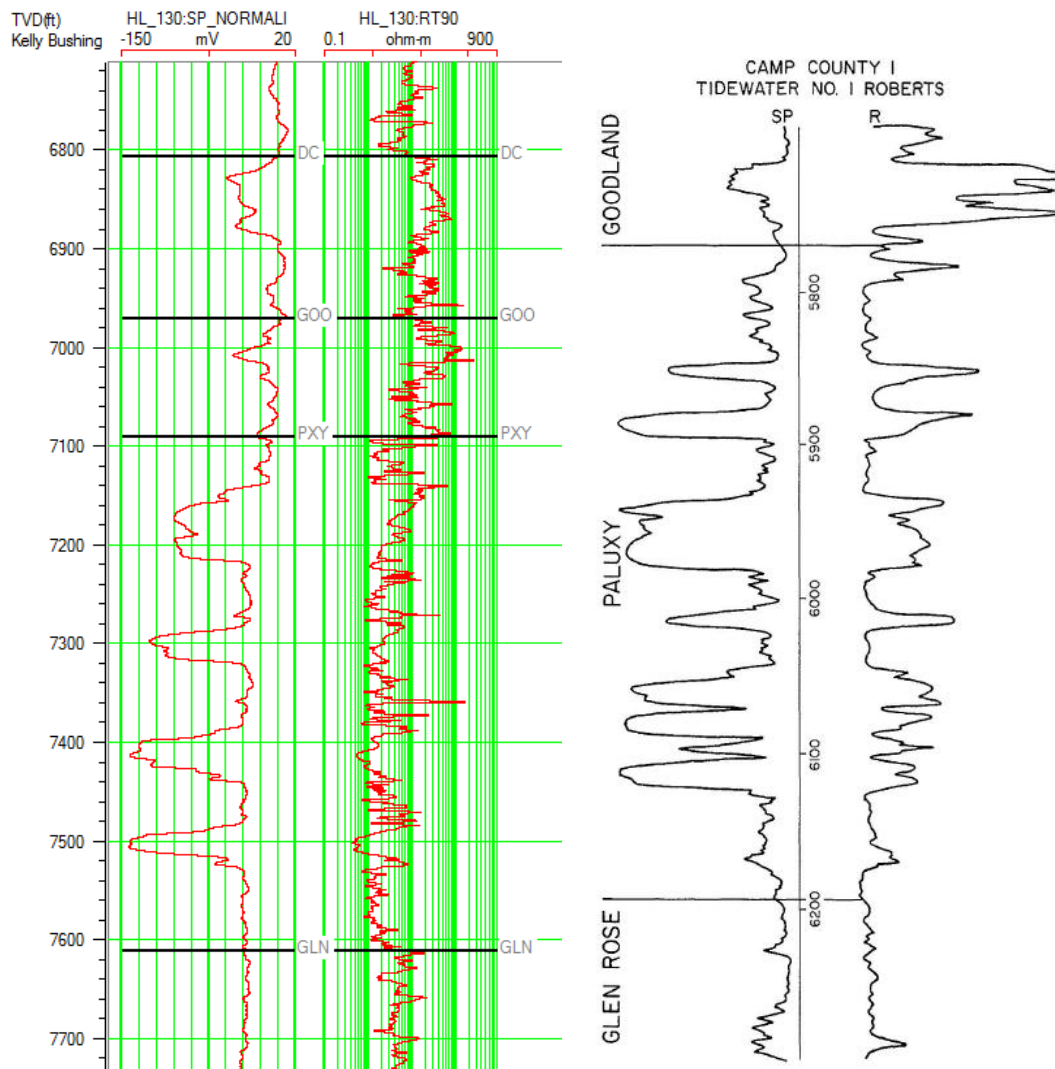 TVD(ft) HL_130:SP_NORMALI HL_130:RT90
Kelly Bushing -150 mV 20 0.1 ohm-m 900
6800
DC DC
6900
GOO GOO
7000
PXY PXY
7100
7200
7300
7400
7500
7600
GLN GLN
7700
CAMP COUNTY I
TIDEWATER NO. I ROBERTS
SP R
GOODLAND
5800
5900
PALUXY
6000
6100
6200
GLEN ROSE